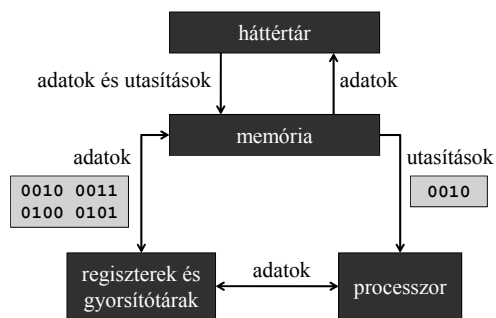 háttértár
adatok és utasítások
adatok
memória
adatok
utasítások
0010 0011
0100 0101
0010
regiszterek és
gyorsítótárak
adatok
processzor